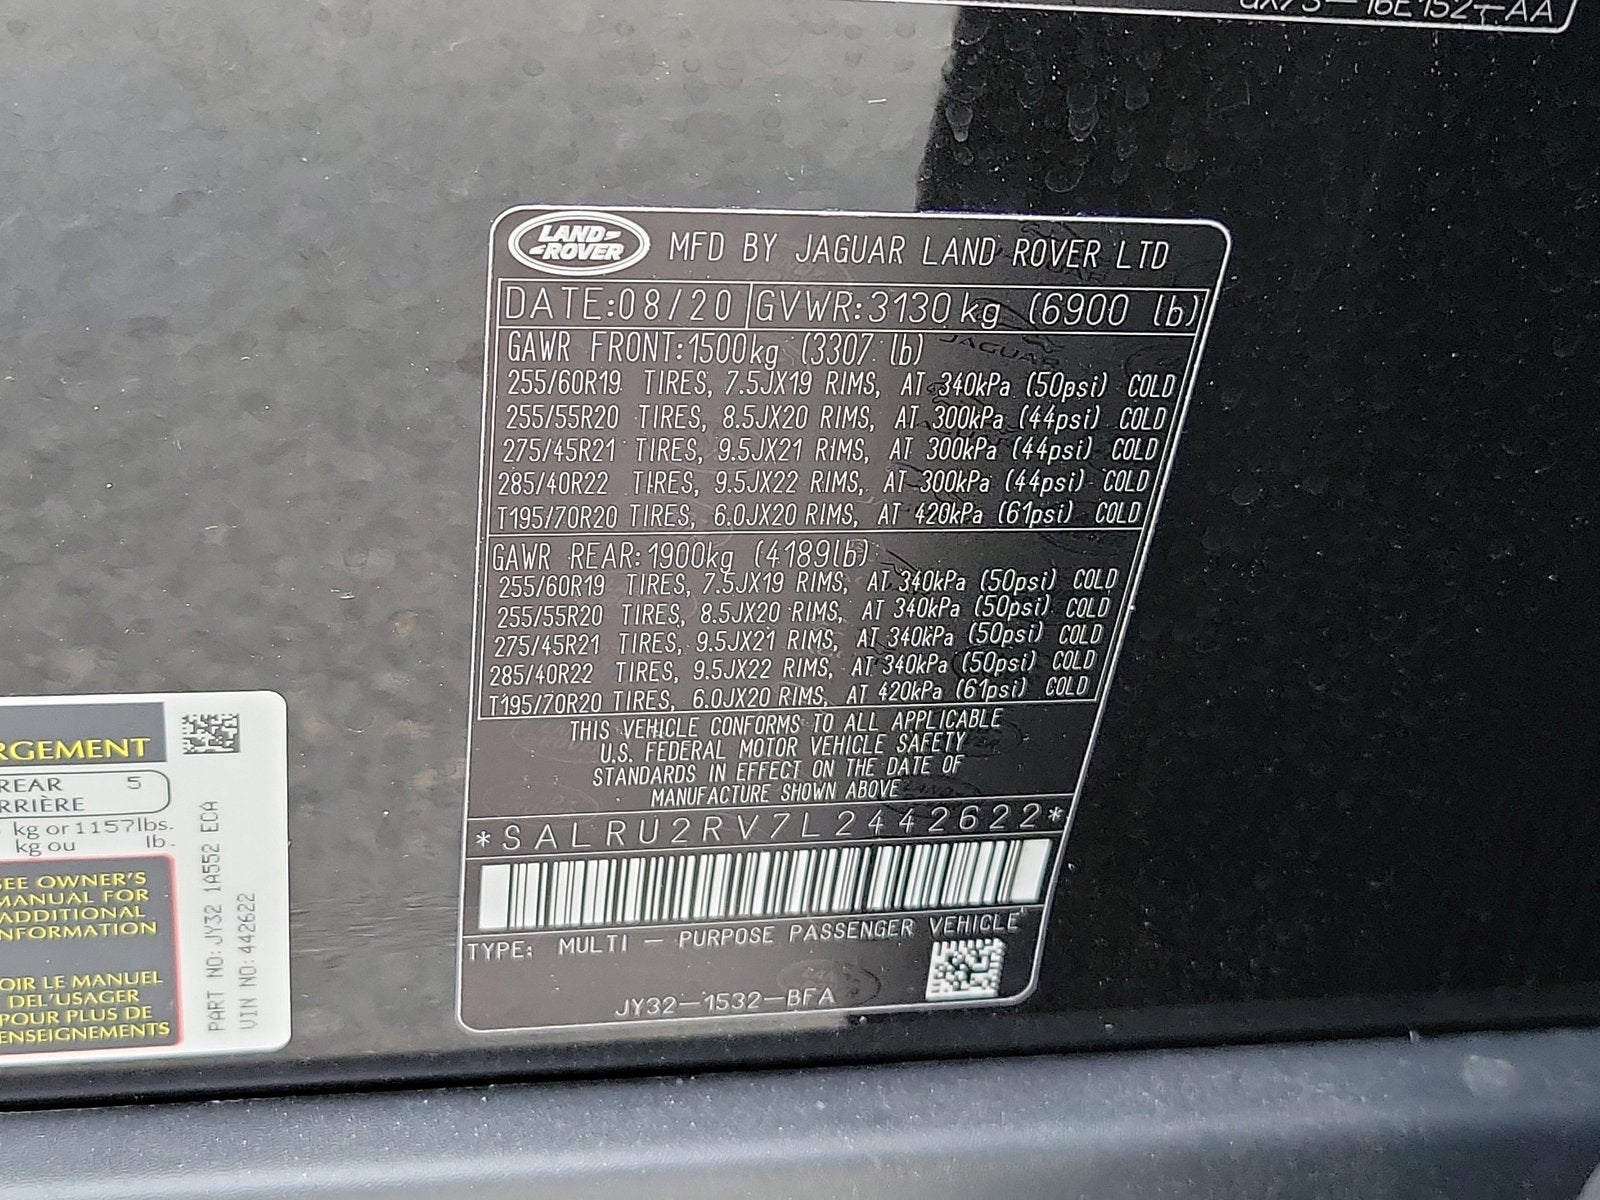 16E152-AA
LAND-
-ROVER
MFD BY JAGUAR LAND ROVER LTD
DATE:08/20 GVWR:3130kg (6900 lb)
GAWR FRONT:1500kg (3307 lb)
255/60R19 TIRES, 7.5JX19 RIMS, AT 340kPa (50psi) COLD
255/55R20 TIRES, 8.5JX20 RIMS, AT 300kPa (44psi) COLD
275/45R21 TIRES, 9.5JX21 RIMS, AT 300kPa (44psi) COLD
285/40R22 TIRES, 9.5JX22 RIMS, AT 300kPa (44psi) COLD
T195/70R20 TIRES, 6.0JX20 RIMS, AT 420kPa (61psi) COLD
GAWR REAR:1900kg (4189lb)
255/60R19 TIRES, 7.5JX19 RIMS, AT 340kPa (50psi) COLD
255/55R20 TIRES, 8.5JX20 RIMS, AT 340kPa (50psi) COLD
275/45R21 TIRES, 9.5JX21 RIMS, AT 340kPa (50psi) COLD
285/40R22 TIRES, 9.5JX22 RIMS, AT 340kPa (50psi) COLD
T195/70R20 TIRES, 6.0JX20 RIMS, AT 420kPa (61psi) COLD
THIS VEHICLE CONFORMS TO ALL APPLICABLE
U.S. FEDERAL MOTOR VEHICLE SAFETY
STANDARDS IN EFFECT ON THE DATE OF
MANUFACTURE SHOWN ABOVE
*SALRU2RV7L2442622*
TYPE: MULTI - PURPOSE PASSENGER VEHICLE
JY32-1532-BFA
RGEMENT
REAR 5
RRIÈRE
kg or 1157lbs.
kg ou lb.
SEE OWNER'S
MANUAL FOR
ADDITIONAL
NFORMATION
OIR LE MANUEL
DEL'USAGER
POUR PLUS DE
ENSEIGNEMENTS
PART NO: JY32 1A552 ECA
VIN NO: 442622